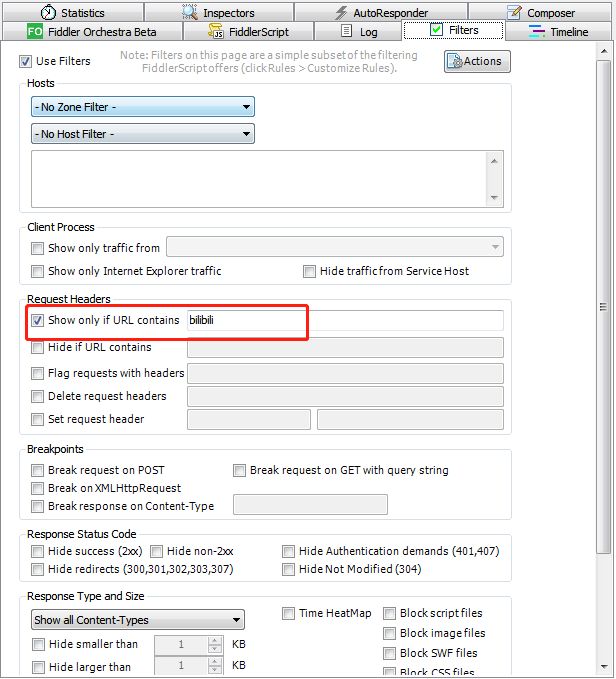 Statistics
Inspectors
AutoResponder
Composer
FO Fiddler Orchestra Beta
JS FiddlerScript
Log
Filters
Timeline
Use Filters
Note: Filters on this page are a simple subset of the filtering
FiddlerScript offers (click Rules > Customize Rules).
Actions
Hosts
- No Zone Filter -
- No Host Filter -
Client Process
Show only traffic from
Show only Internet Explorer traffic
Hide traffic from Service Host
Request Headers
Show only if URL contains
bilibili
Hide if URL contains
Flag requests with headers
Delete request headers
Set request header
Breakpoints
Break request on POST
Break request on GET with query string
Break on XMLHttpRequest
Break response on Content-Type
Response Status Code
Hide success (2xx)
Hide non-2xx
Hide Authentication demands (401,407)
Hide redirects (300,301,302,303,307)
Hide Not Modified (304)
Response Type and Size
Show all Content-Types
Time HeatMap
Block script files
Hide smaller than
1
KB
Block image files
Block SWF files
Hide larger than
1
KB
Block CSS files